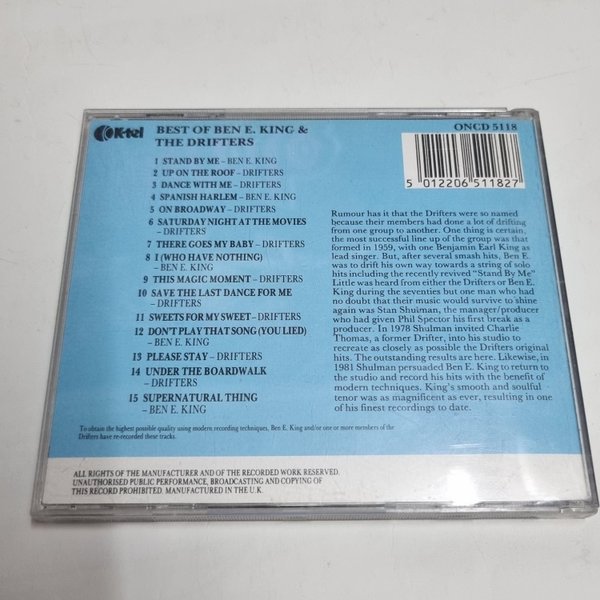 K-tel
BEST OF BEN E. KING &
THE DRIFTERS
ONCD 5118
5 012206 511827
1 STAND BY ME – BEN E. KING
2 UP ON THE ROOF – DRIFTERS
3 DANCE WITH ME – DRIFTERS
4 SPANISH HARLEM – BEN E. KING
5 ON BROADWAY – DRIFTERS
6 SATURDAY NIGHT AT THE MOVIES
– DRIFTERS
7 THERE GOES MY BABY – DRIFTERS
8 I (WHO HAVE NOTHING)
– BEN E. KING
9 THIS MAGIC MOMENT – DRIFTERS
10 SAVE THE LAST DANCE FOR ME
– DRIFTERS
11 SWEETS FOR MY SWEET – DRIFTERS
12 DON'T PLAY THAT SONG (YOU LIED)
– BEN E. KING
13 PLEASE STAY – DRIFTERS
14 UNDER THE BOARDWALK
– DRIFTERS
15 SUPERNATURAL THING
– BEN E. KING
Rumour has it that the Drifters were so named
because their members had done a lot of drifting
from one group to another. One thing is certain,
the most successful line up of the group was that
formed in 1959, with one Benjamin Earl King as
lead singer. But, after several smash hits, Ben E.
was to drift his own way towards a string of solo
hits including the recently revived "Stand By Me"
Little was heard from either the Drifters or Ben E.
King during the seventies but one man who had
no doubt that their music would survive to shine
again was Stan Shulman, the manager/producer
who had given Phil Spector his first break as a
producer. In 1978 Shulman invited Charlie
Thomas, a former Drifter, into his studio to
recreate as closely as possible the Drifters original
hits. The outstanding results are here. Likewise, in
1981 Shulman persuaded Ben E. King to return to
the studio and record his hits with the benefit of
modern techniques. King's smooth and soulful
tenor was as magnificent as ever, resulting in one
of his finest recordings to date.
To obtain the highest possible quality using modern recording techniques, Ben E. King and/or one or more members of the
Drifters have re-recorded these tracks.
ALL RIGHTS OF THE MANUFACTURER AND OF THE RECORDED WORK RESERVED.
UNAUTHORISED PUBLIC PERFORMANCE, BROADCASTING AND COPYING OF
THIS RECORD PROHIBITED. MANUFACTURED IN THE U.K.